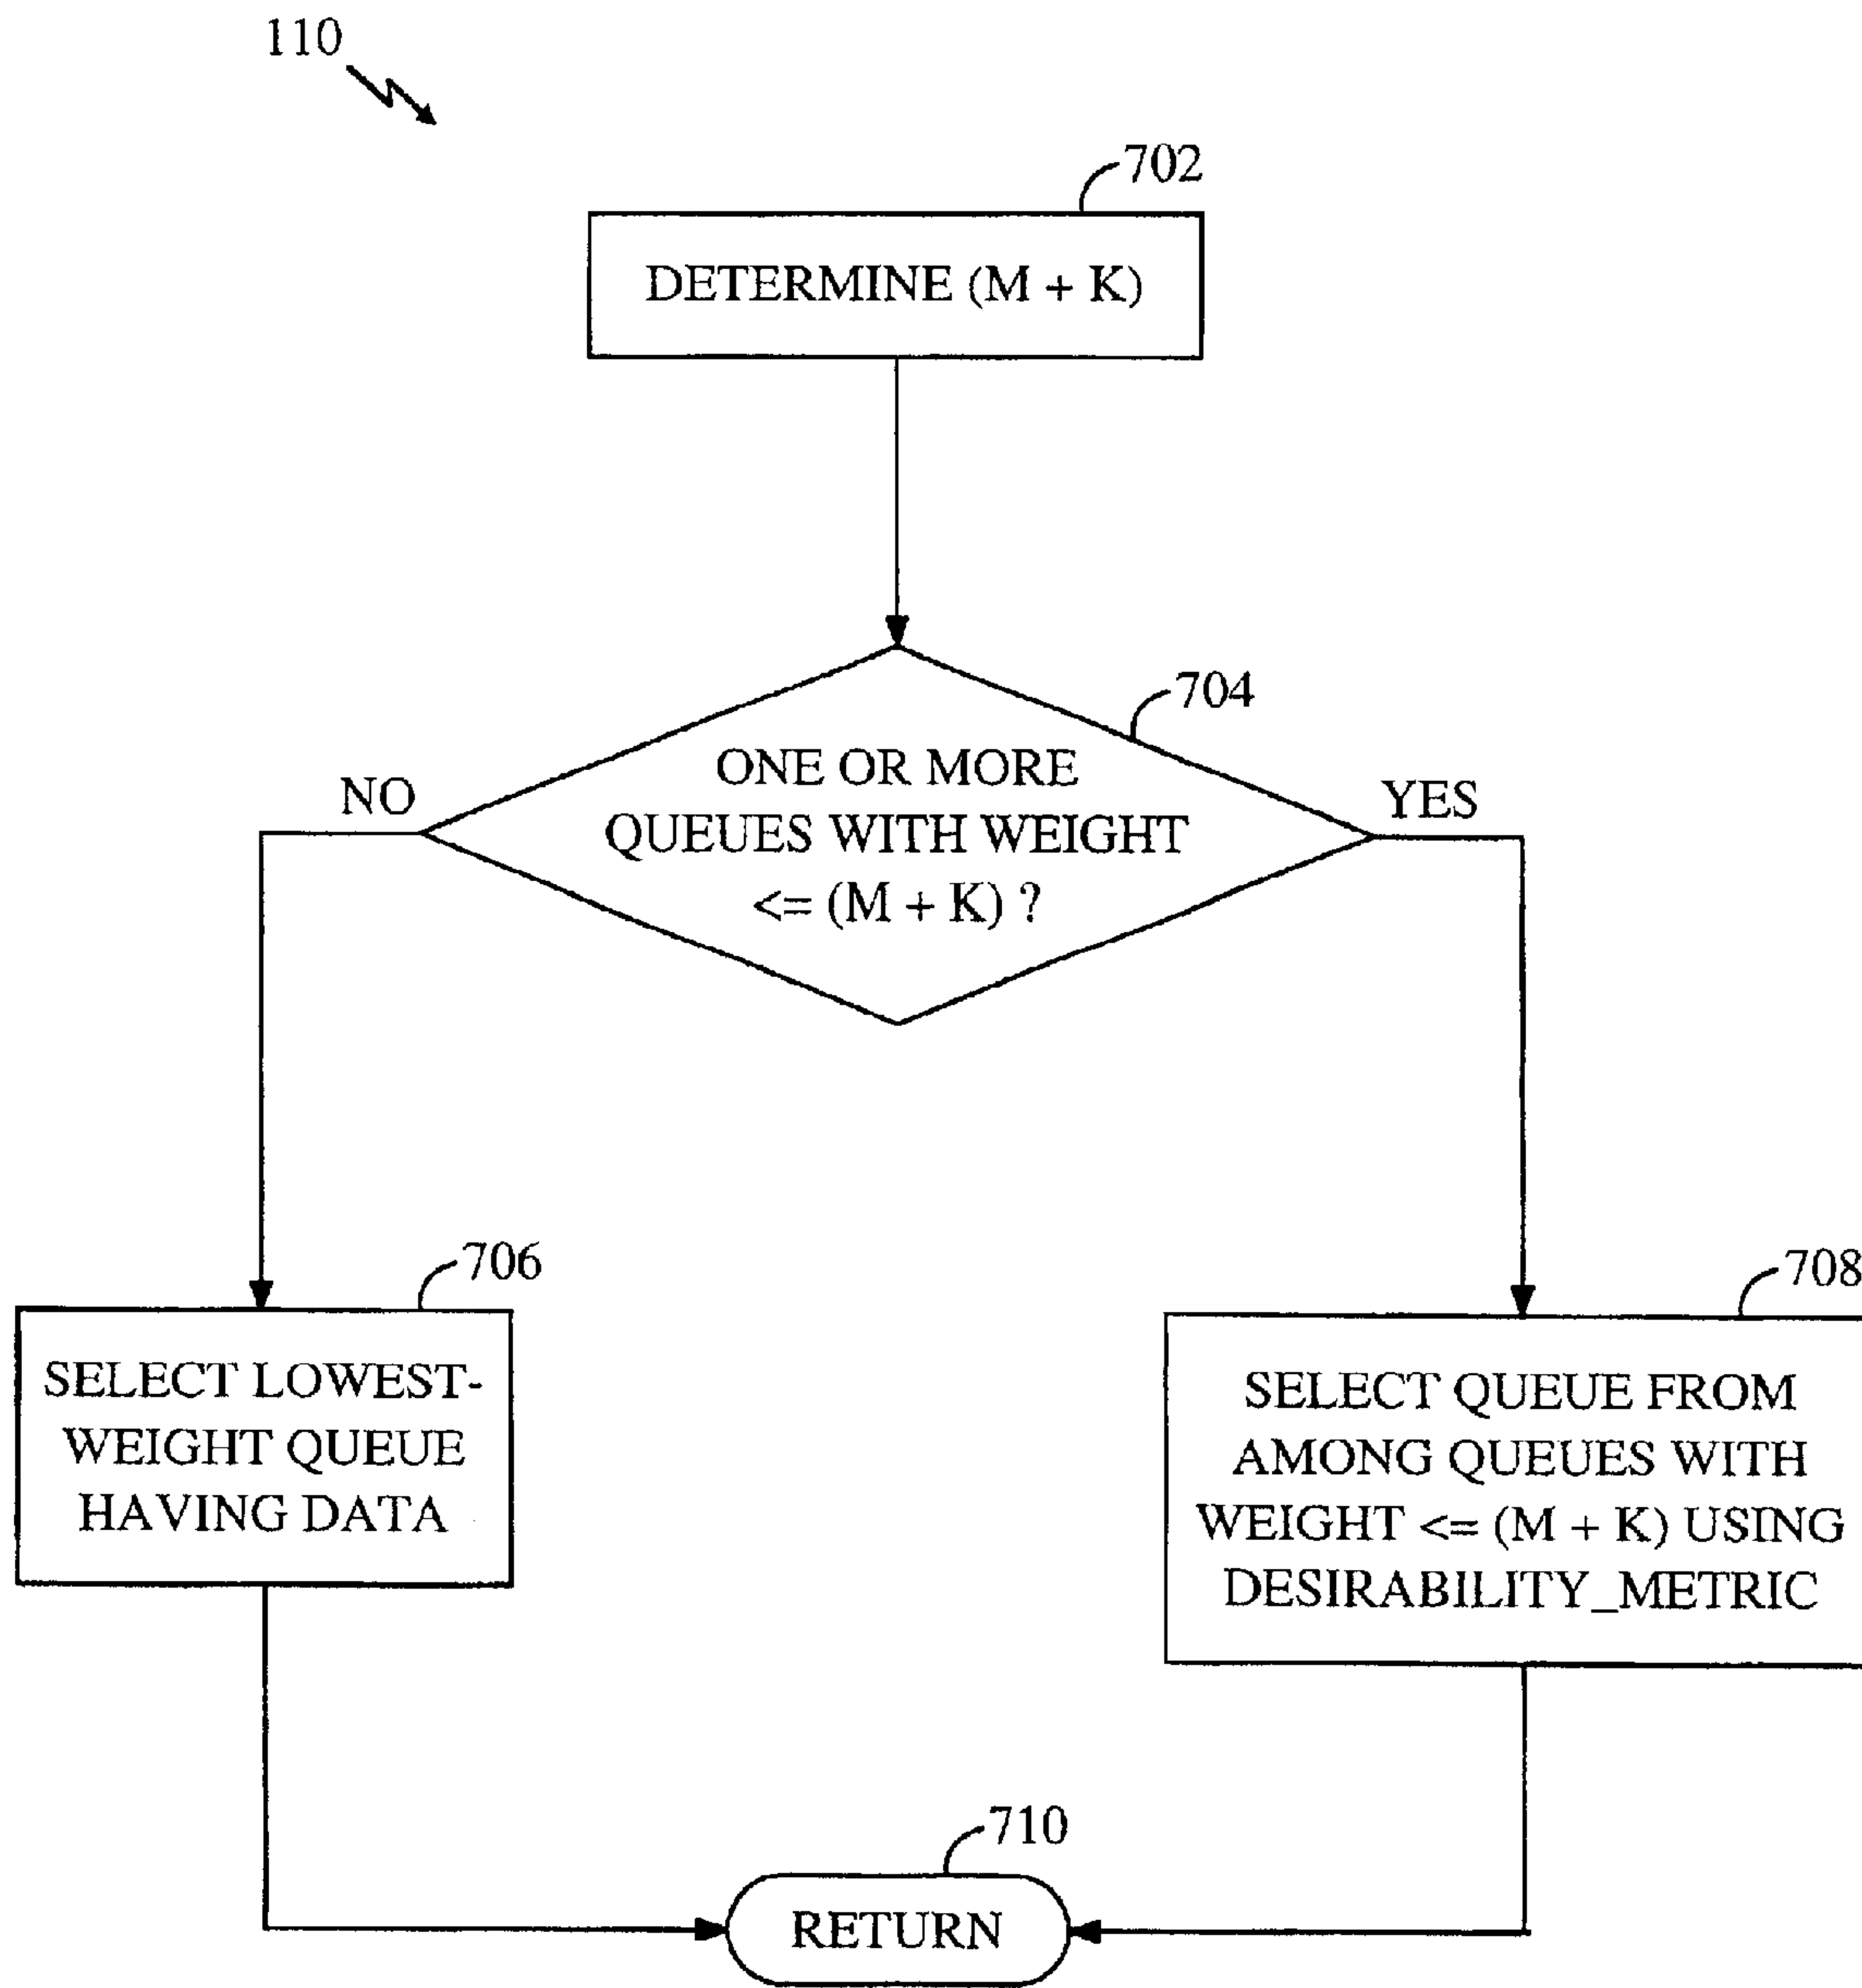 110
702
DETERMINE (M + K)
704
ONE OR MORE
QUEUES WITH WEIGHT
<= (M + K) ?
NO
YES
706
SELECT LOWEST-
WEIGHT QUEUE
HAVING DATA
708
SELECT QUEUE FROM
AMONG QUEUES WITH
WEIGHT <= (M + K) USING
DESIRABILITY_METRIC
710
RETURN